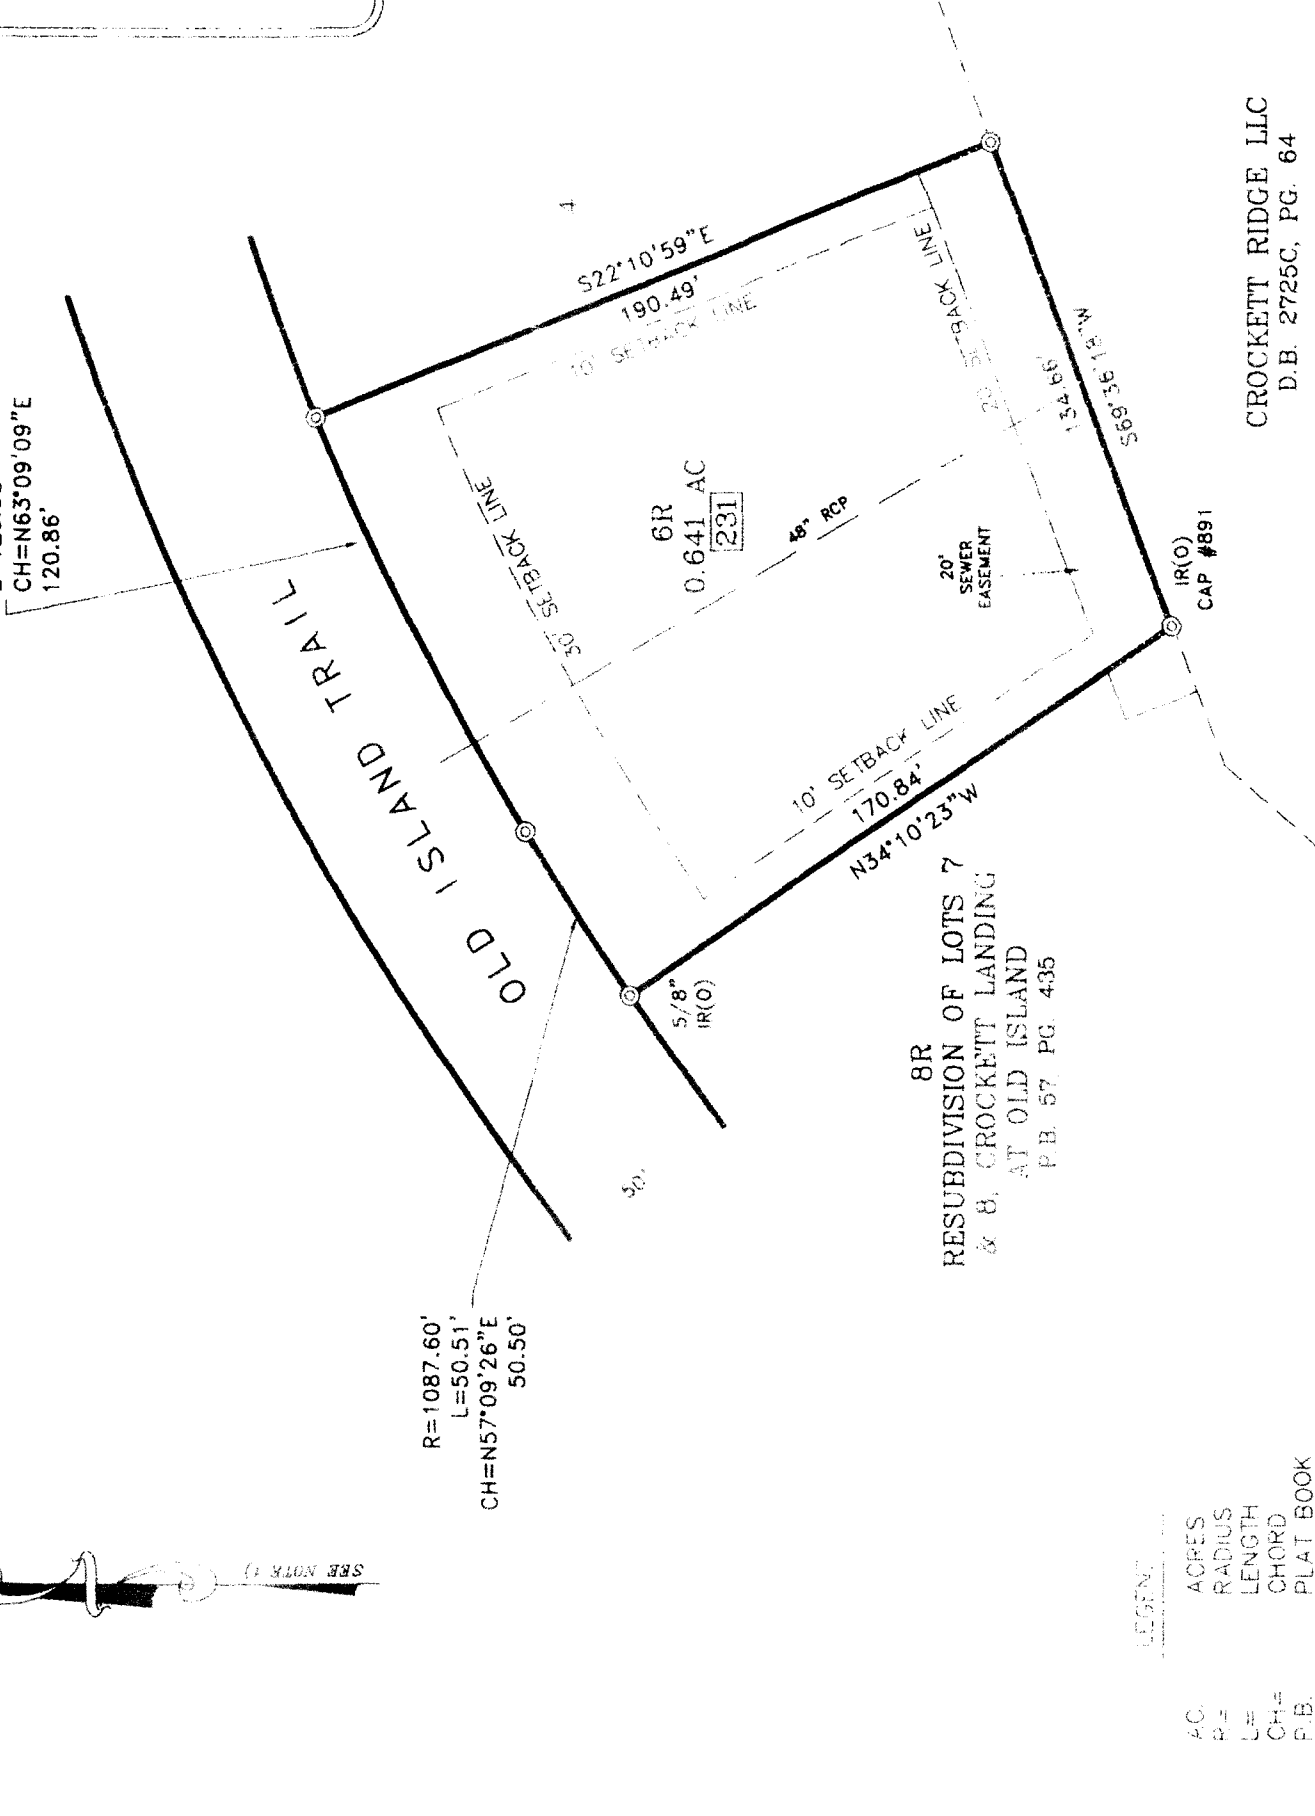 CH=N63°09'09"E
120.86'
OLD ISLAND TRAIL
4
S22°10'59"E
190.49'
10' SETBACK LINE
30' SETBACK LINE
6R
0.641 AC
231
48" RCP
20' SETBACK LINE
134.66'
S69°36'18"W
20'
SEWER
EASEMENT
IR(O)
CAP #891
10' SETBACK LINE
170.84'
N34°10'23"W
5/8"
IR(O)
CROCKETT RIDGE LLC
D.B. 2725C, PG. 64
8R
RESUBDIVISION OF LOTS 7
& 8, CROCKETT LANDING
AT OLD ISLAND
P.B. 57 PG. 435
50'
R=1087.60'
L=50.51'
CH=N57°09'26"E
50.50'
SEE NOTE 1)
LEGEND
AC. ACRES
R= RADIUS
L= LENGTH
CH= CHORD
P.B. PLAT BOOK